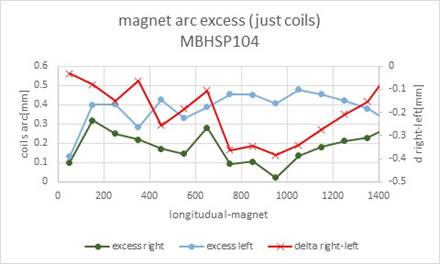 magnet arc excess (just coils)
MBHSP104
0.6
0.5
0.4
0.3
0.2
0.1
0
coils arc[mm]
0
-0.1
-0.2
-0.3
-0.4
-0.5
d right-left[mm]
0 200 400 600 800 1000 1200 1400
longitudual-magnet
excess right excess left delta right-left